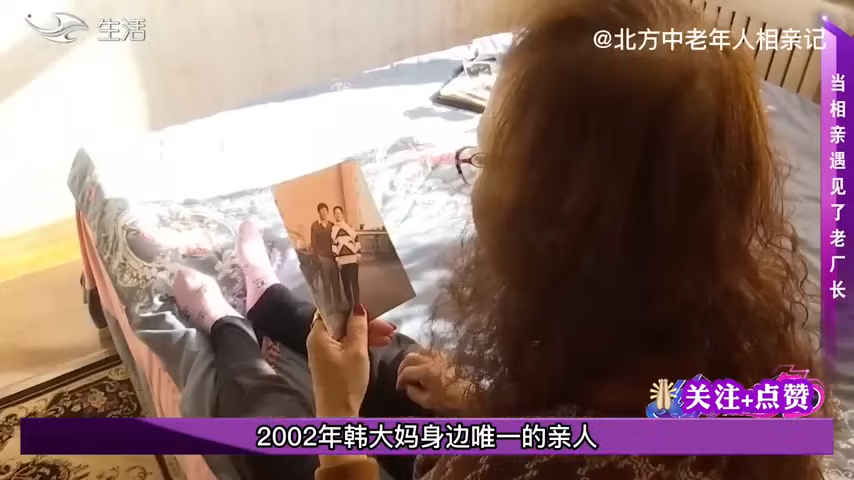 生活
@北方中老年人相亲记
当相亲遇见了老厂长
关注+点赞
2002年韩大妈身边唯一的亲人